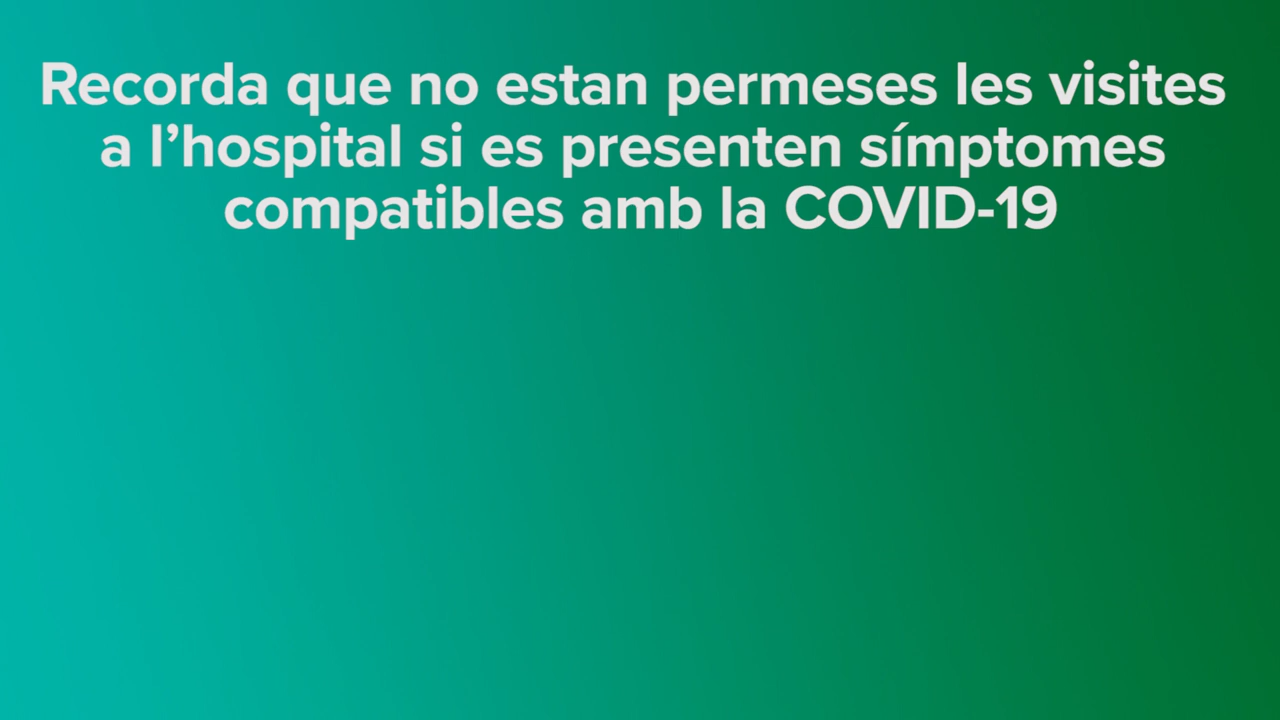 Recorda que no estan permeses les visites
a l’hospital si es presenten símptomes
compatibles amb la COVID-19